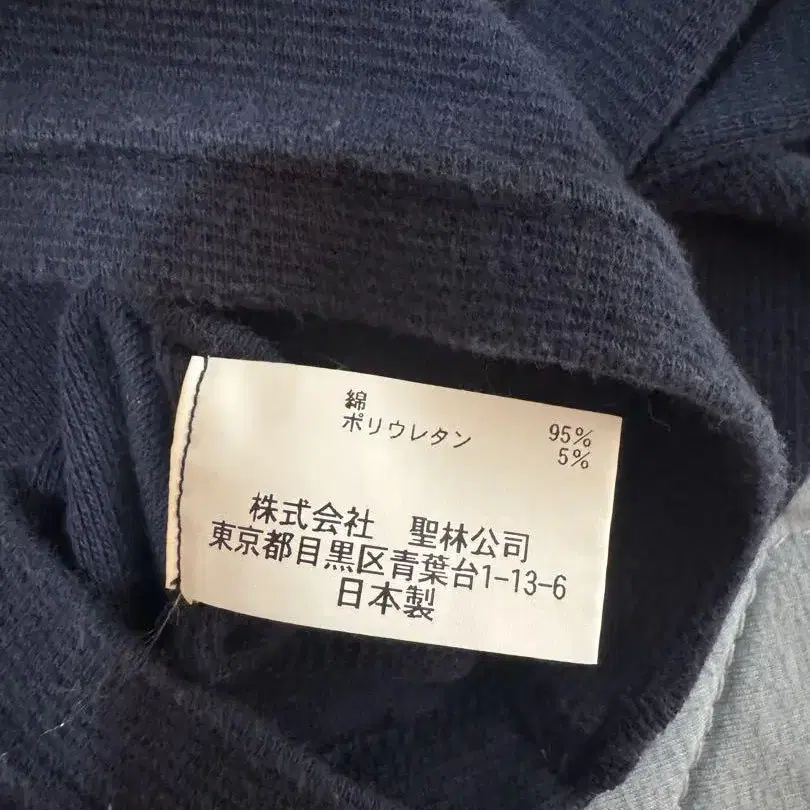 綿 95%
ポリウレタン 5%
株式会社 聖林公司
東京都目黒区青葉台1-13-6
日本製